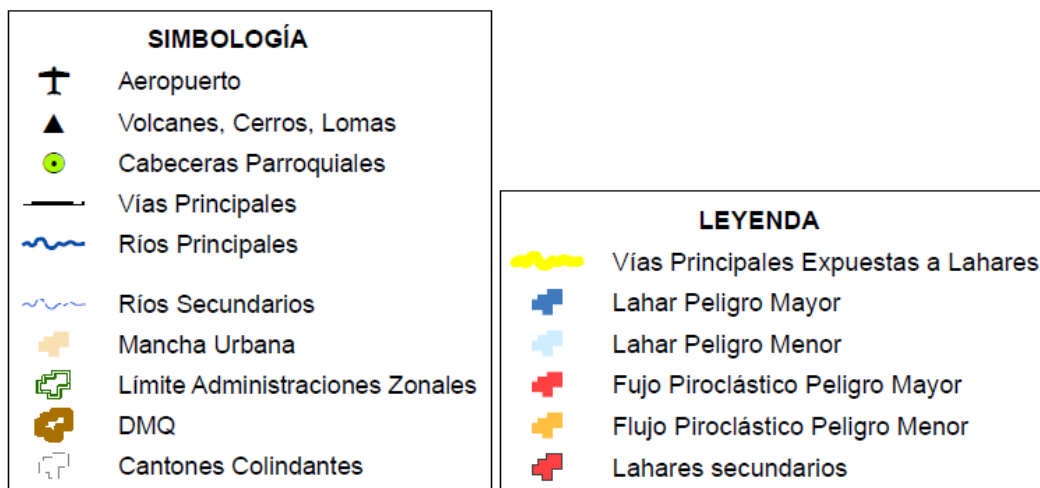 SIMBOLOGÍA
Aeropuerto
Volcanes, Cerros, Lomas
Cabeceras Parroquiales
Vías Principales
Ríos Principales
Ríos Secundarios
Mancha Urbana
Límite Administraciones Zonales
DMQ
Cantones Colindantes
LEYENDA
Vías Principales Expuestas a Lahares
Lahar Peligro Mayor
Lahar Peligro Menor
Fujo Piroclástico Peligro Mayor
Flujo Piroclástico Peligro Menor
Lahares secundarios